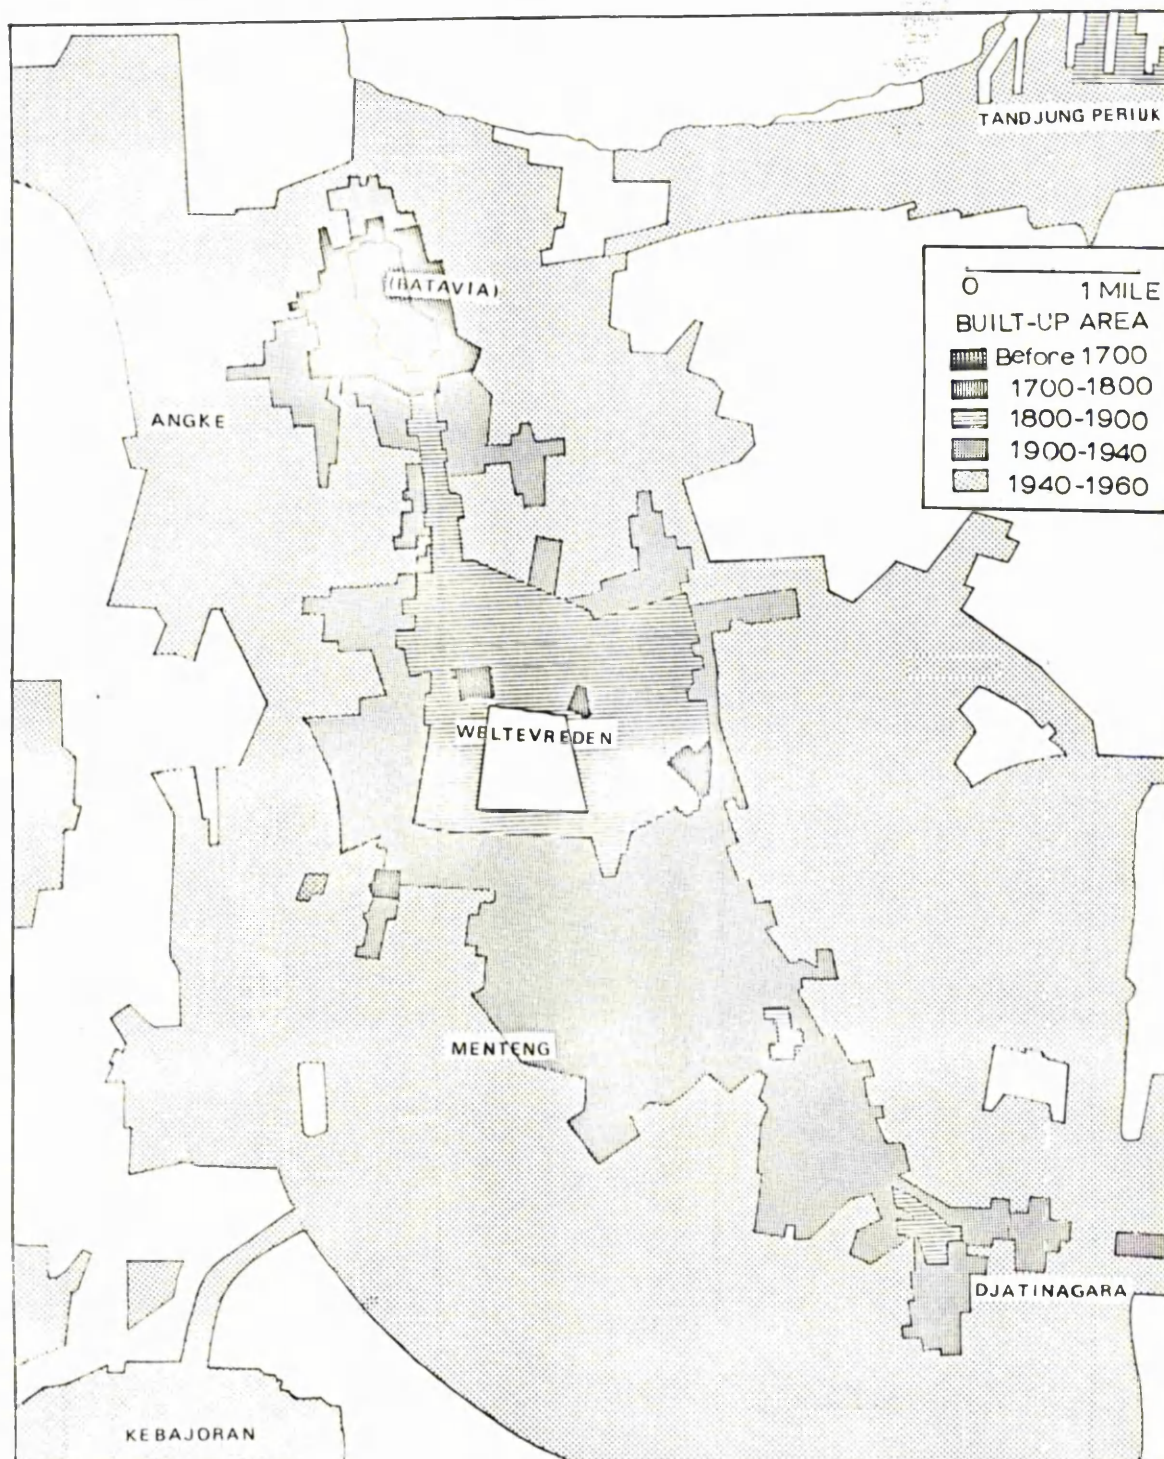 TANDJUNG PERIUK
(BATAVIA)
0 1 MILE
BUILT-UP AREA
Before 1700
1700-1800
1800-1900
1900-1940
1940-1960
ANGKE
WELTEVREDEN
MENTENG
DJATINAGARA
KEBAJORAN